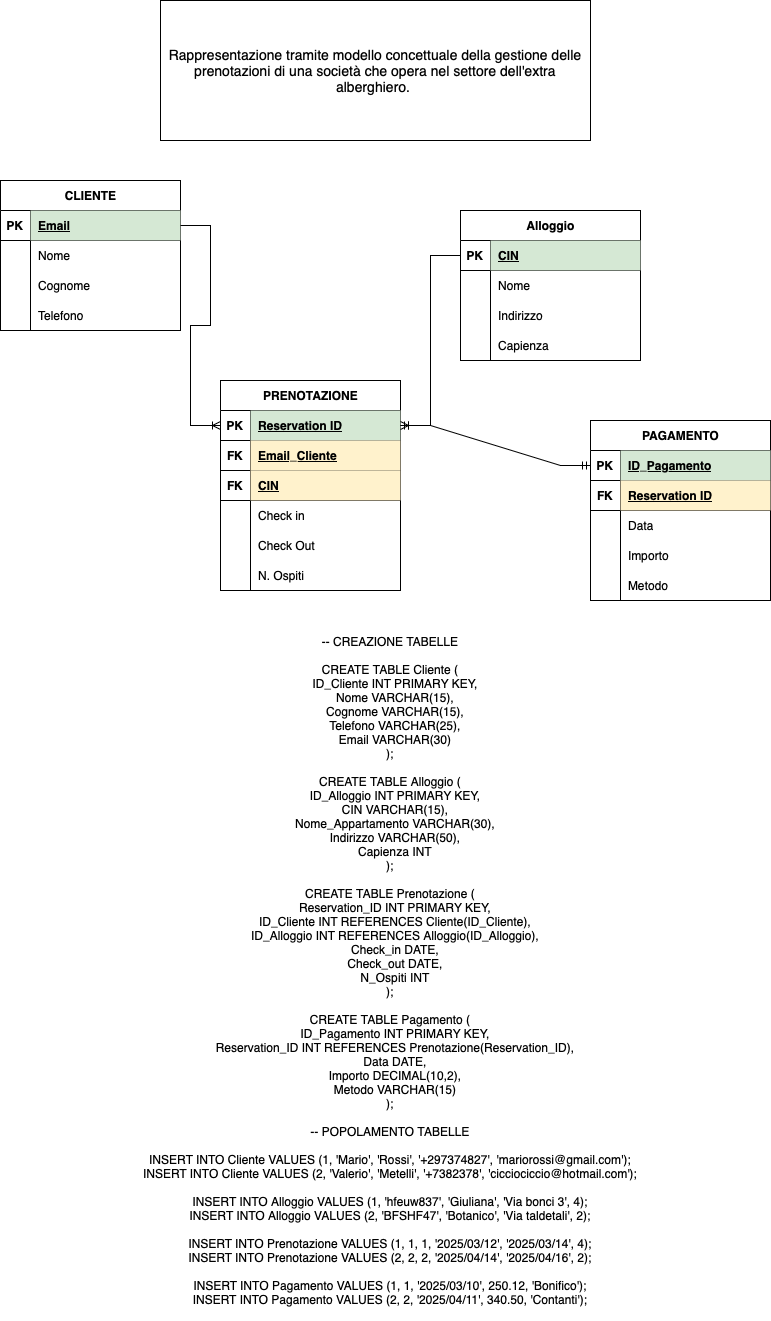 Rappresentazione tramite modello concettuale della gestione delle
prenotazioni di una società che opera nel settore dell'extra
alberghiero.
CLIENTE
PK Email
Nome
Cognome
Telefono
Alloggio
PK CIN
Nome
Indirizzo
Capienza
PRENOTAZIONE
PK Reservation ID
FK Email_Cliente
FK CIN
Check in
Check Out
N. Ospiti
PAGAMENTO
PK ID_Pagamento
FK Reservation ID
Data
Importo
Metodo
-- CREAZIONE TABELLE
CREATE TABLE Cliente (
ID_Cliente INT PRIMARY KEY,
Nome VARCHAR(15),
Cognome VARCHAR(15),
Telefono VARCHAR(25),
Email VARCHAR(30)
);
CREATE TABLE Alloggio (
ID_Alloggio INT PRIMARY KEY,
CIN VARCHAR(15),
Nome_Appartamento VARCHAR(30),
Indirizzo VARCHAR(50),
Capienza INT
);
CREATE TABLE Prenotazione (
Reservation_ID INT PRIMARY KEY,
ID_Cliente INT REFERENCES Cliente(ID_Cliente),
ID_Alloggio INT REFERENCES Alloggio(ID_Alloggio),
Check_in DATE,
Check_out DATE,
N_Ospiti INT
);
CREATE TABLE Pagamento (
ID_Pagamento INT PRIMARY KEY,
Reservation_ID INT REFERENCES Prenotazione(Reservation_ID),
Data DATE,
Importo DECIMAL(10,2),
Metodo VARCHAR(15)
);
-- POPOLAMENTO TABELLE
INSERT INTO Cliente VALUES (1, 'Mario', 'Rossi', '+297374827', 'mariorossi@gmail.com');
INSERT INTO Cliente VALUES (2, 'Valerio', 'Metelli', '+7382378', 'cicciociccio@hotmail.com');
INSERT INTO Alloggio VALUES (1, 'hfeuw837', 'Giuliana', 'Via bonci 3', 4);
INSERT INTO Alloggio VALUES (2, 'BFSHF47', 'Botanico', 'Via taldetali', 2);
INSERT INTO Prenotazione VALUES (1, 1, 1, '2025/03/12', '2025/03/14', 4);
INSERT INTO Prenotazione VALUES (2, 2, 2, '2025/04/14', '2025/04/16', 2);
INSERT INTO Pagamento VALUES (1, 1, '2025/03/10', 250.12, 'Bonifico');
INSERT INTO Pagamento VALUES (2, 2, '2025/04/11', 340.50, 'Contanti');